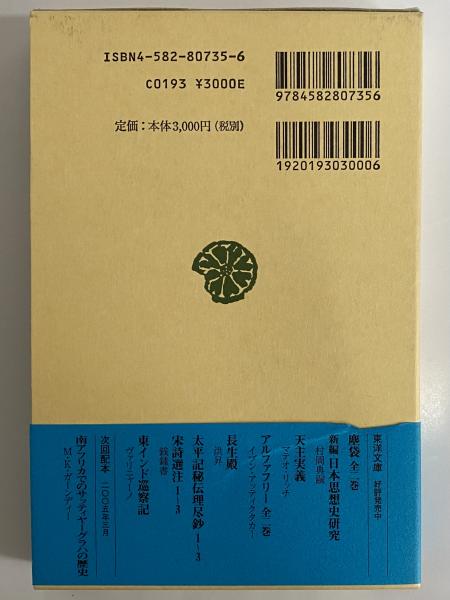 ISBN4-582-80735-6
C0193 ¥3000E
定価：本体3,000円（税別）
9784582807356
1920193030006
東洋文庫 好評発売中
塵袋 全二巻
新編 日本思想史研究
村岡典嗣
天主実義
マテオ・リッチ
アルファフリー 全二巻
イブン・アッティクタカー
長生殿
洪昇
太平記秘伝理尽鈔 1〜3
宋詩選注 1〜3
銭鍾書
東インド巡察記
ヴァリニャーノ
次回配本 二〇〇五年三月
南アフリカでのサッティヤーグラハの歴史
M・K・ガーンディー